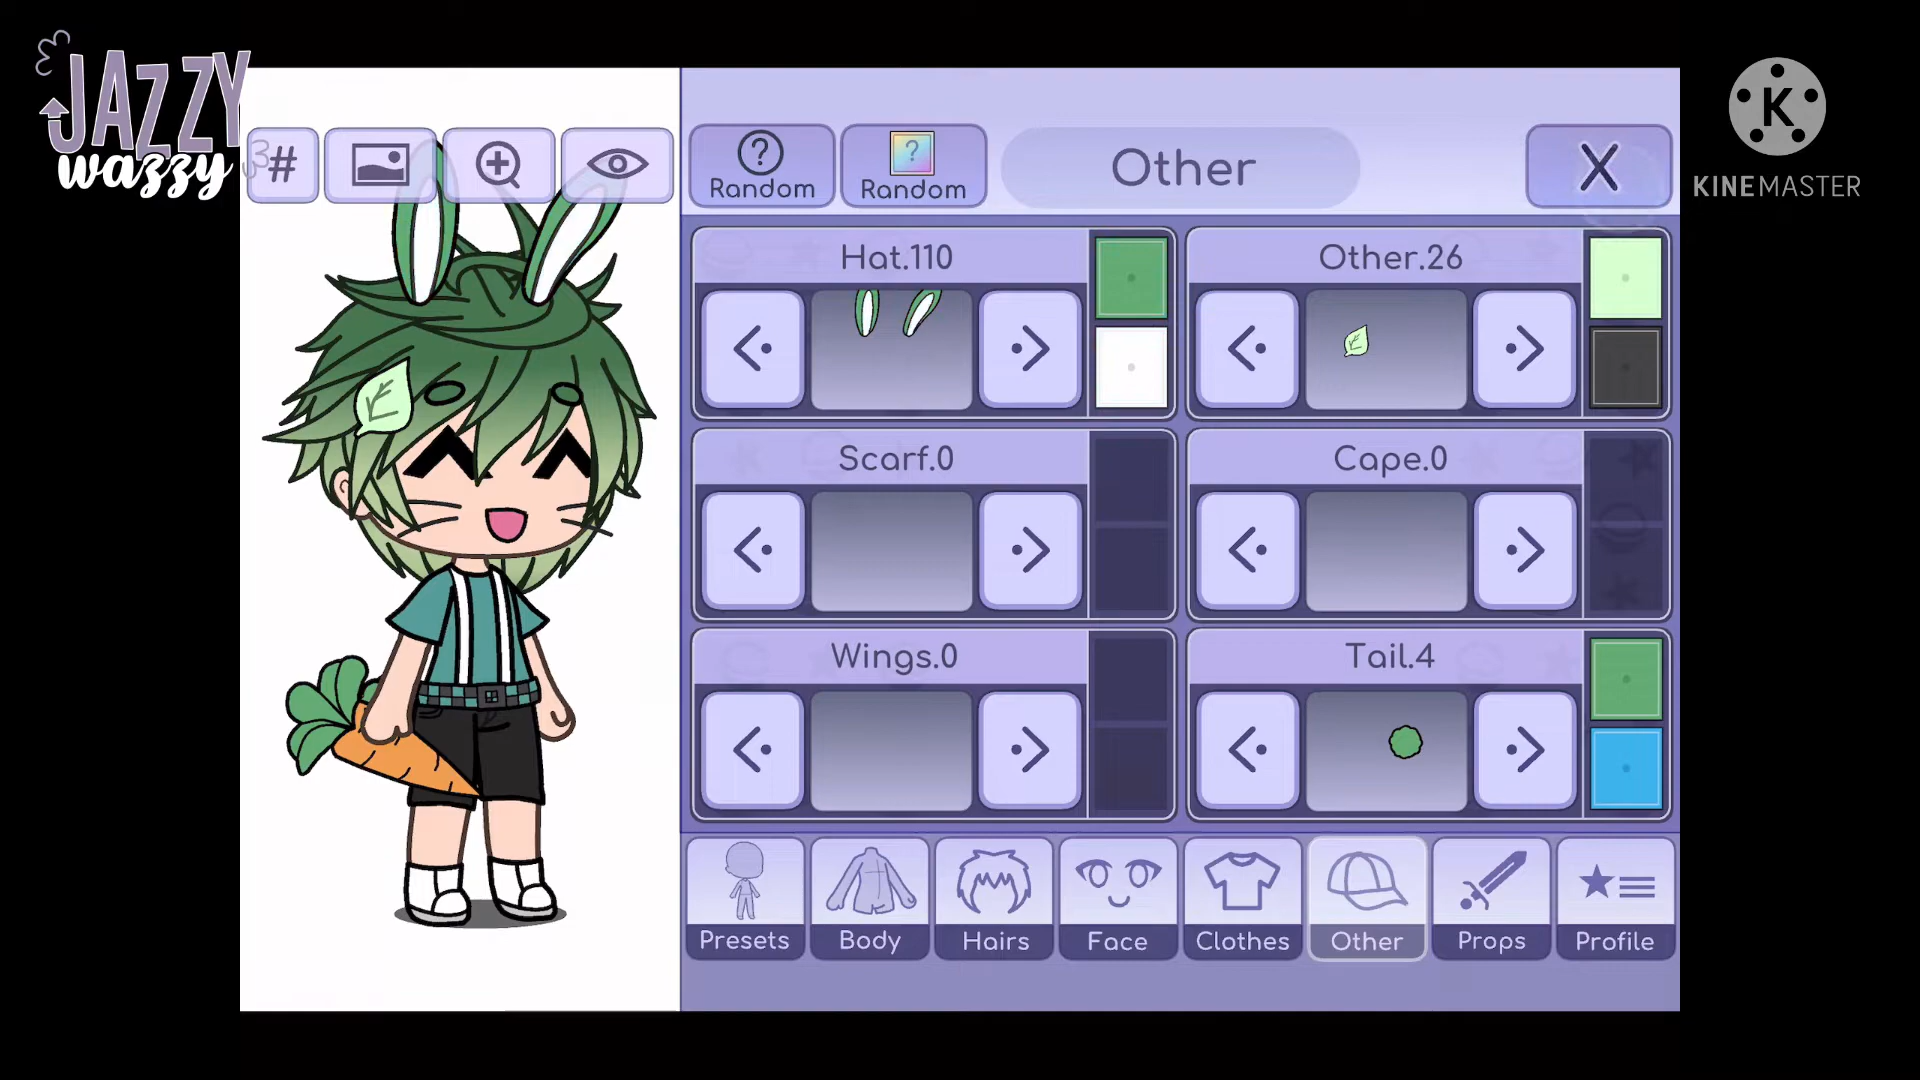 JAZZY
wazzy
K
KINEMASTER
#
?
Random
?
Random
Other
X
Hat.110
Other.26
Scarf.0
Cape.0
Wings.0
Tail.4
Presets
Body
Hairs
Face
Clothes
Other
Props
Profile